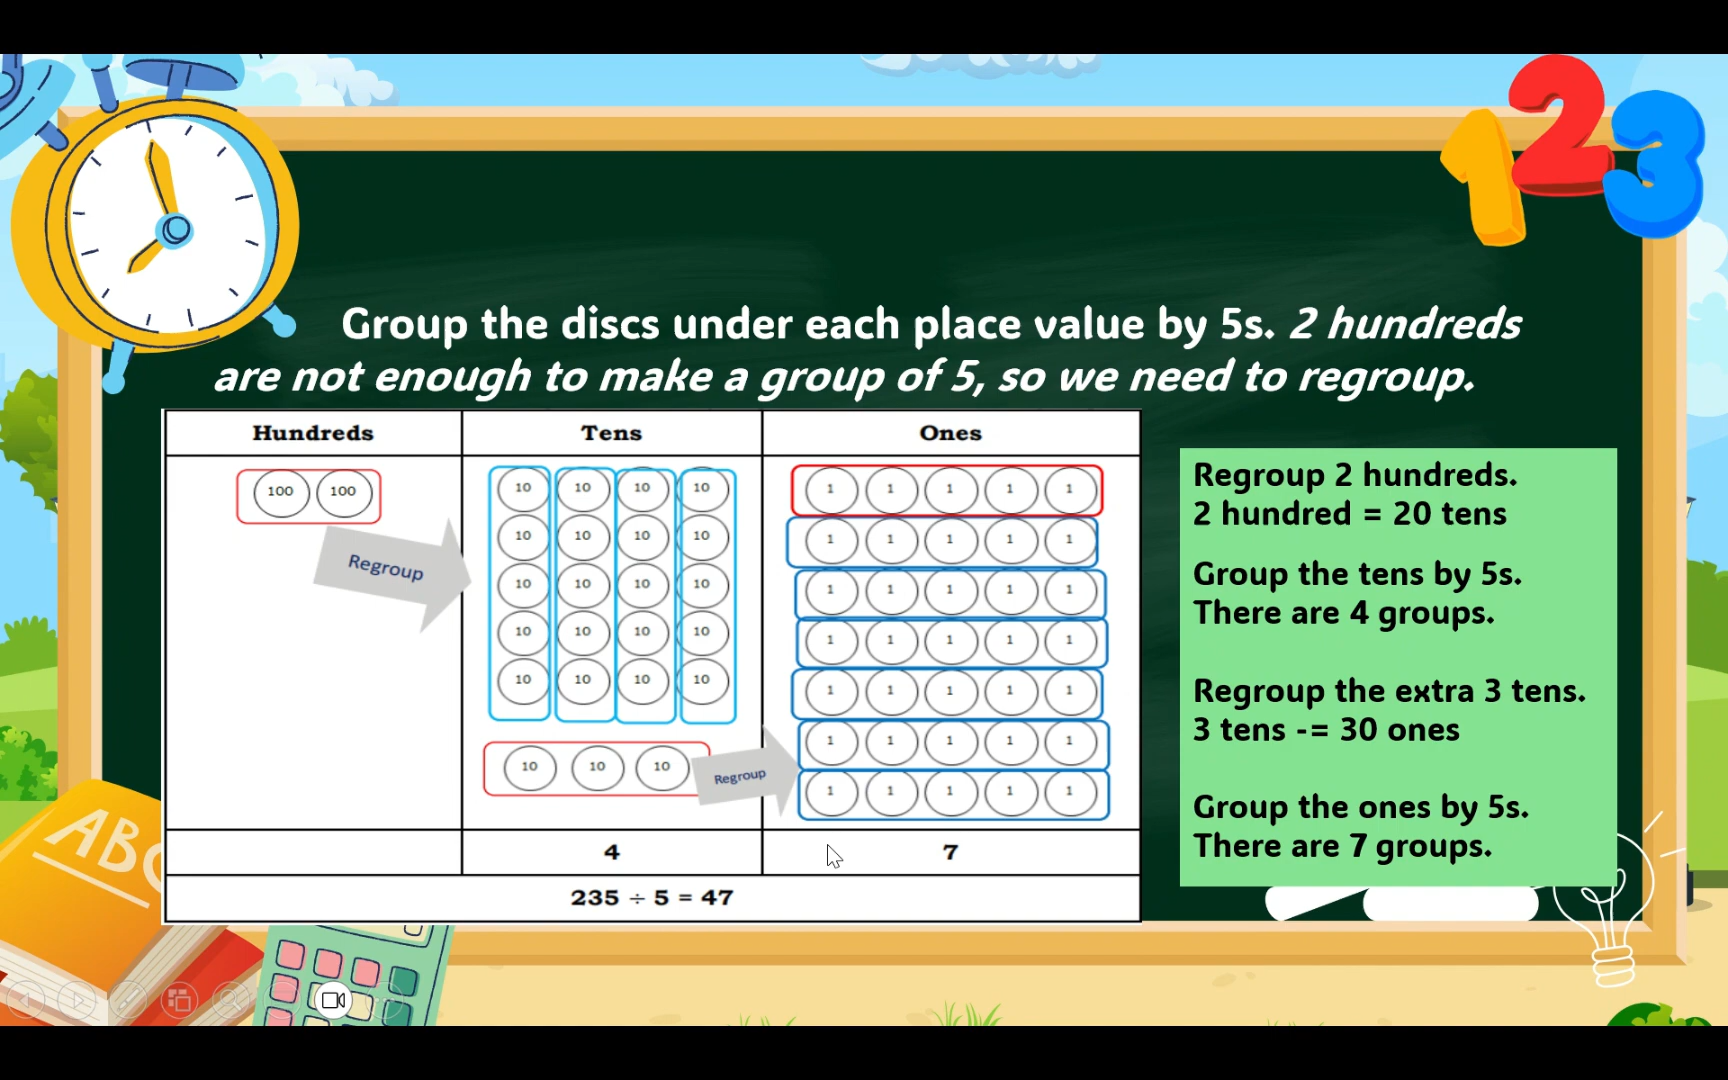 1 2 3
Group the discs under each place value by 5s. 2 hundreds
are not enough to make a group of 5, so we need to regroup.
Hundreds Tens Ones
100 100
10 10 10 10
10 10 10 10
10 10 10 10
10 10 10 10
10 10 10 10
Regroup
10 10 10
Regroup
1 1 1 1 1
1 1 1 1 1
1 1 1 1 1
1 1 1 1 1
1 1 1 1 1
1 1 1 1 1
1 1 1 1 1
4 7
235 ÷ 5 = 47
Regroup 2 hundreds.
2 hundred = 20 tens
Group the tens by 5s.
There are 4 groups.
Regroup the extra 3 tens.
3 tens -= 30 ones
Group the ones by 5s.
There are 7 groups.
ABC